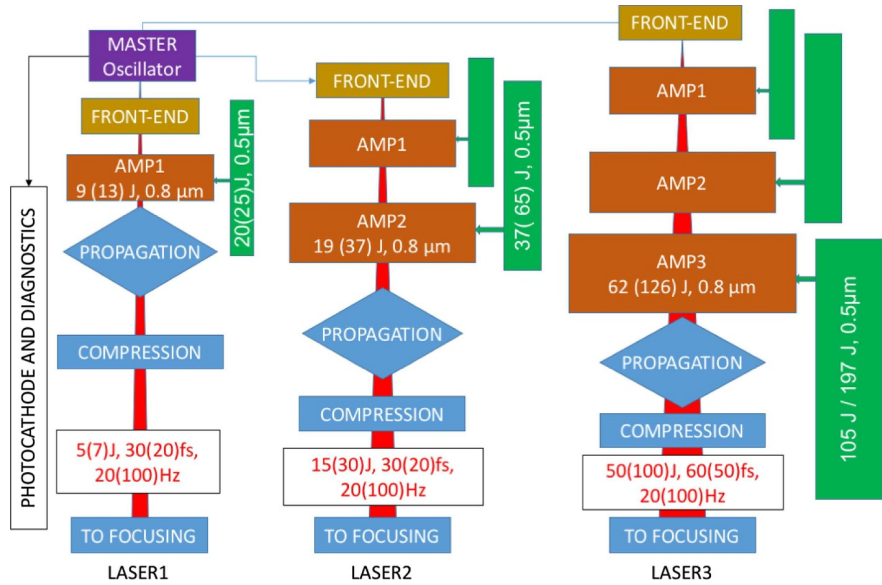 MASTER
Oscillator
FRONT-END
AMP1
9 (13) J, 0.8 µm
20(25)J, 0.5µm
PROPAGATION
COMPRESSION
5(7)J, 30(20)fs,
20(100)Hz
TO FOCUSING
LASER1
PHOTOCATHODE AND DIAGNOSTICS
FRONT-END
AMP1
AMP2
19 (37) J, 0.8 µm
37( 65) J, 0.5µm
PROPAGATION
COMPRESSION
15(30)J, 30(20)fs,
20(100)Hz
TO FOCUSING
LASER2
FRONT-END
AMP1
AMP2
AMP3
62 (126) J, 0.8 µm
105 J / 197 J, 0.5µm
PROPAGATION
COMPRESSION
50(100)J, 60(50)fs,
20(100)Hz
TO FOCUSING
LASER3